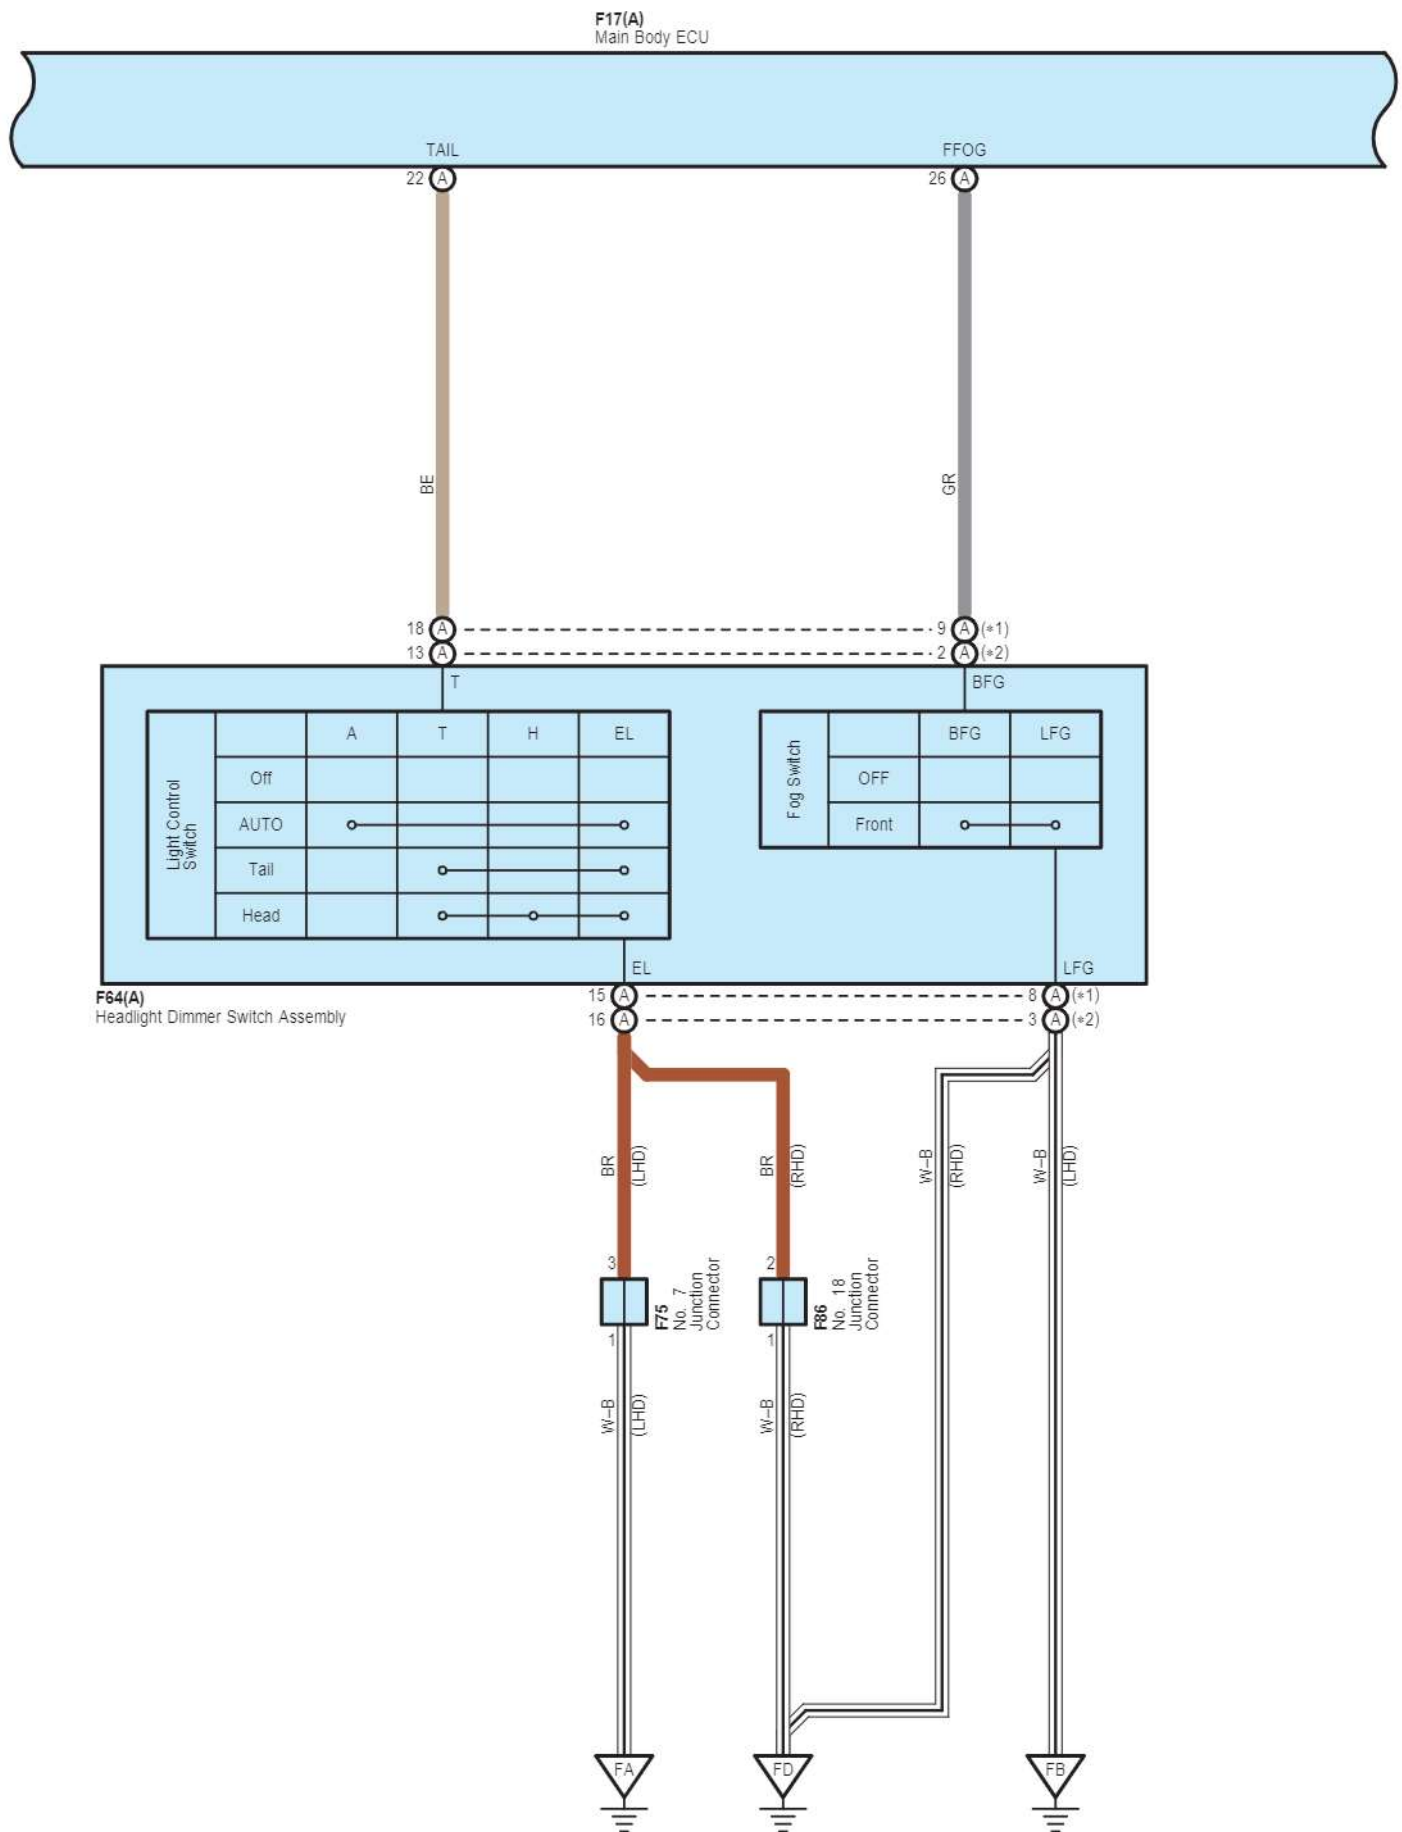 F17(A)
Main Body ECU
TAIL
FFOG
22 A
26 A
BE
GR
18 A
9 A (*1)
13 A
2 A (*2)
T
BFG
Light Control
Switch
A T H EL
Off
AUTO
Tail
Head
Fog Switch
BFG LFG
OFF
Front
EL
LFG
F64(A)
Headlight Dimmer Switch Assembly
15 A
8 A (*1)
16 A
3 A (*2)
BR
(LHD)
BR
(RHD)
W–B
(RHD)
W–B
(LHD)
3
1
F75
No. 7
Junction
Connector
2
1
F86
No. 18
Junction
Connector
W–B
(LHD)
W–B
(RHD)
FA
FD
FB